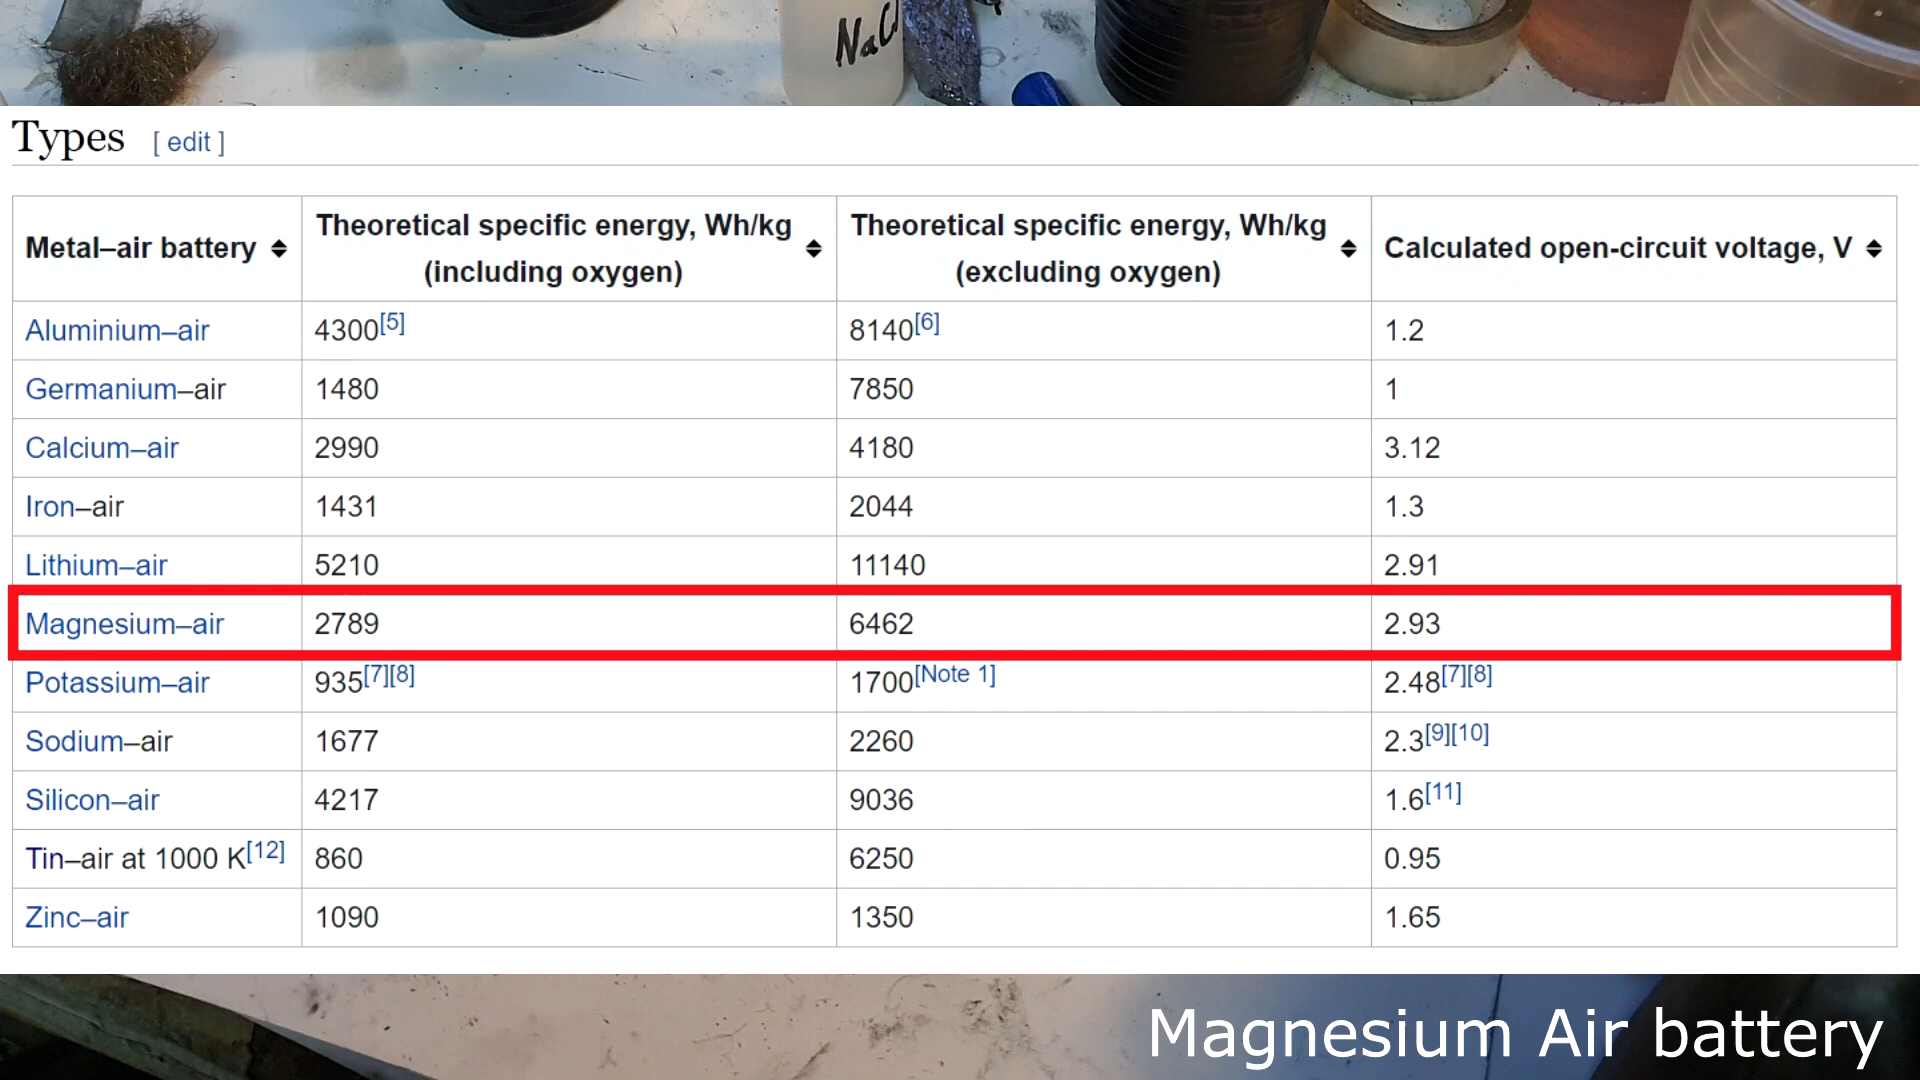 NaCl
Types [ edit ]
Metal–air battery Theoretical specific energy, Wh/kg (including oxygen) Theoretical specific energy, Wh/kg (excluding oxygen) Calculated open-circuit voltage, V
Aluminium–air 4300[5] 8140[6] 1.2
Germanium–air 1480 7850 1
Calcium–air 2990 4180 3.12
Iron–air 1431 2044 1.3
Lithium–air 5210 11140 2.91
Magnesium–air 2789 6462 2.93
Potassium–air 935[7][8] 1700[Note 1] 2.48[7][8]
Sodium–air 1677 2260 2.3[9][10]
Silicon–air 4217 9036 1.6[11]
Tin–air at 1000 K[12] 860 6250 0.95
Zinc–air 1090 1350 1.65
Magnesium Air battery